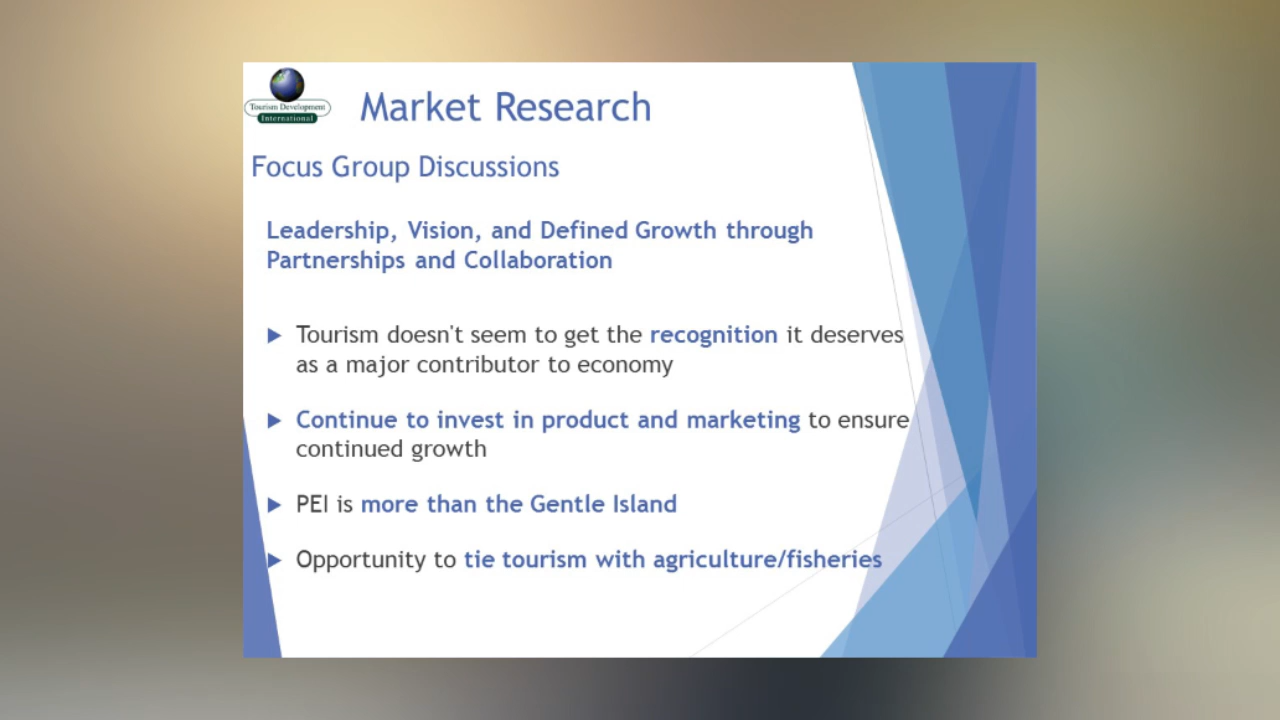 Tourism Development
International
Market Research
Focus Group Discussions
Leadership, Vision, and Defined Growth through
Partnerships and Collaboration
Tourism doesn't seem to get the recognition it deserves
as a major contributor to economy
Continue to invest in product and marketing to ensure
continued growth
PEI is more than the Gentle Island
Opportunity to tie tourism with agriculture/fisheries